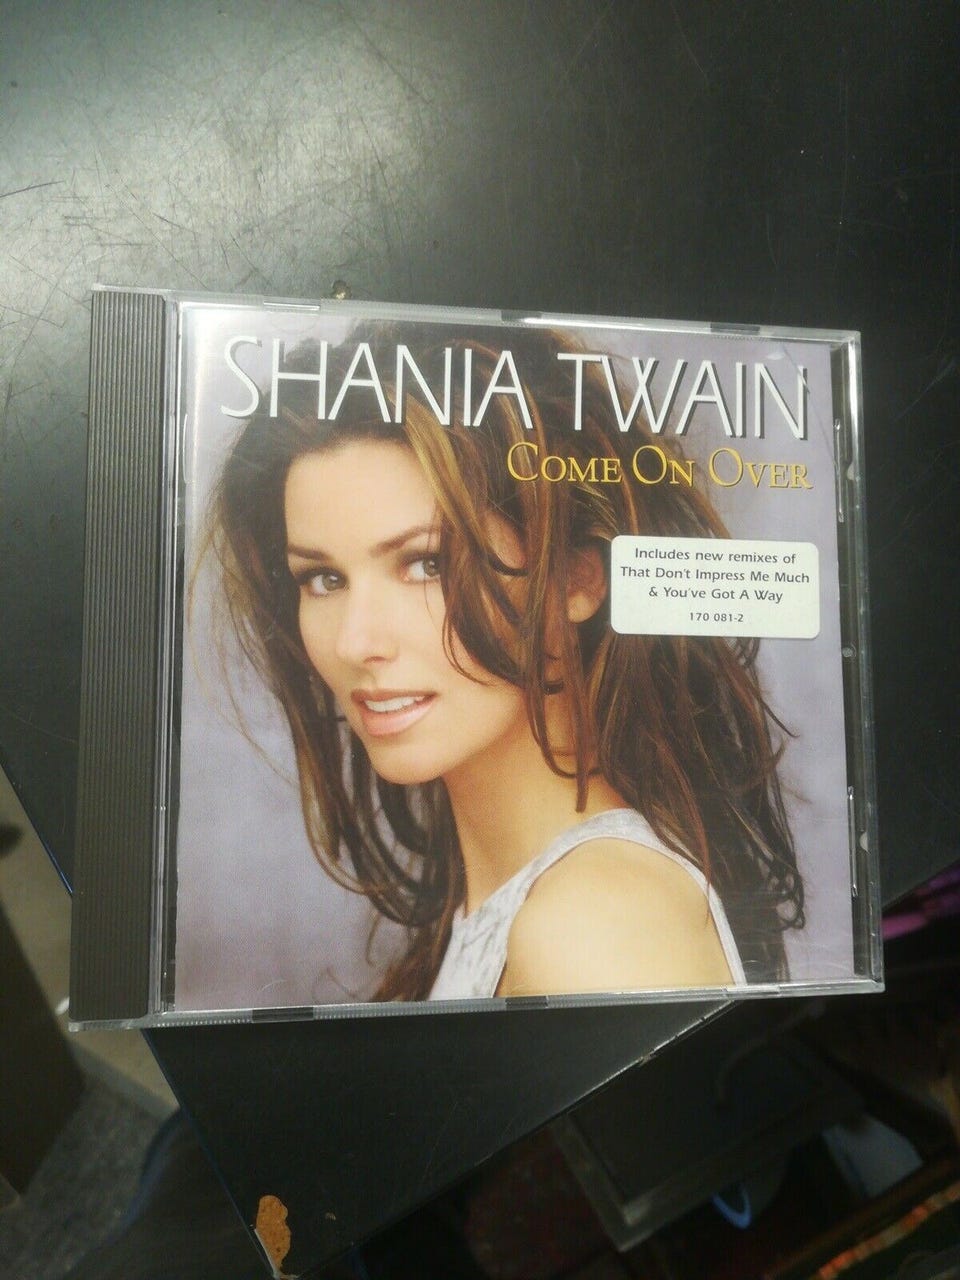 SHANIA TWAIN
COME ON OVER
Includes new remixes of
That Don't Impress Me Much
& You've Got A Way
170 081-2